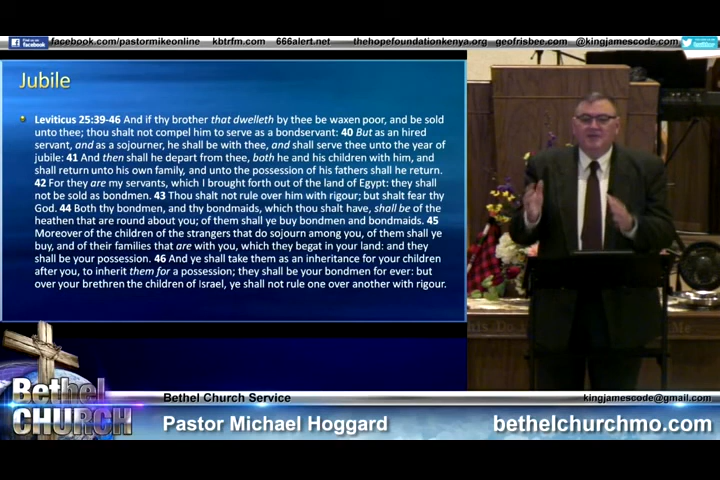 Find us on
facebook facebook.com/pastormikeonline kbtrfm.com 666alert.net thehopefoundationkenya.org geofrisbee.com @kingjamescode.com twitter
Jubile
Leviticus 25:39-46 And if thy brother that dwelleth by thee be waxen poor, and be sold
unto thee; thou shalt not compel him to serve as a bondservant: 40 But as an hired
servant, and as a sojourner, he shall be with thee, and shall serve thee unto the year of
jubile: 41 And then shall he depart from thee, both he and his children with him, and
shall return unto his own family, and unto the possession of his fathers shall he return.
42 For they are my servants, which I brought forth out of the land of Egypt: they shall
not be sold as bondmen. 43 Thou shalt not rule over him with rigour; but shalt fear thy
God. 44 Both thy bondmen, and thy bondmaids, which thou shalt have, shall be of the
heathen that are round about you; of them shall ye buy bondmen and bondmaids. 45
Moreover of the children of the strangers that do sojourn among you, of them shall ye
buy, and of their families that are with you, which they begat in your land: and they
shall be your possession. 46 And ye shall take them as an inheritance for your children
after you, to inherit them for a possession; they shall be your bondmen for ever: but
over your brethren the children of Israel, ye shall not rule one over another with rigour.
This Do Me
Bethel
CHURCH
Bethel Church Service kingjamescode@gmail.com
Pastor Michael Hoggard bethelchurchmo.com